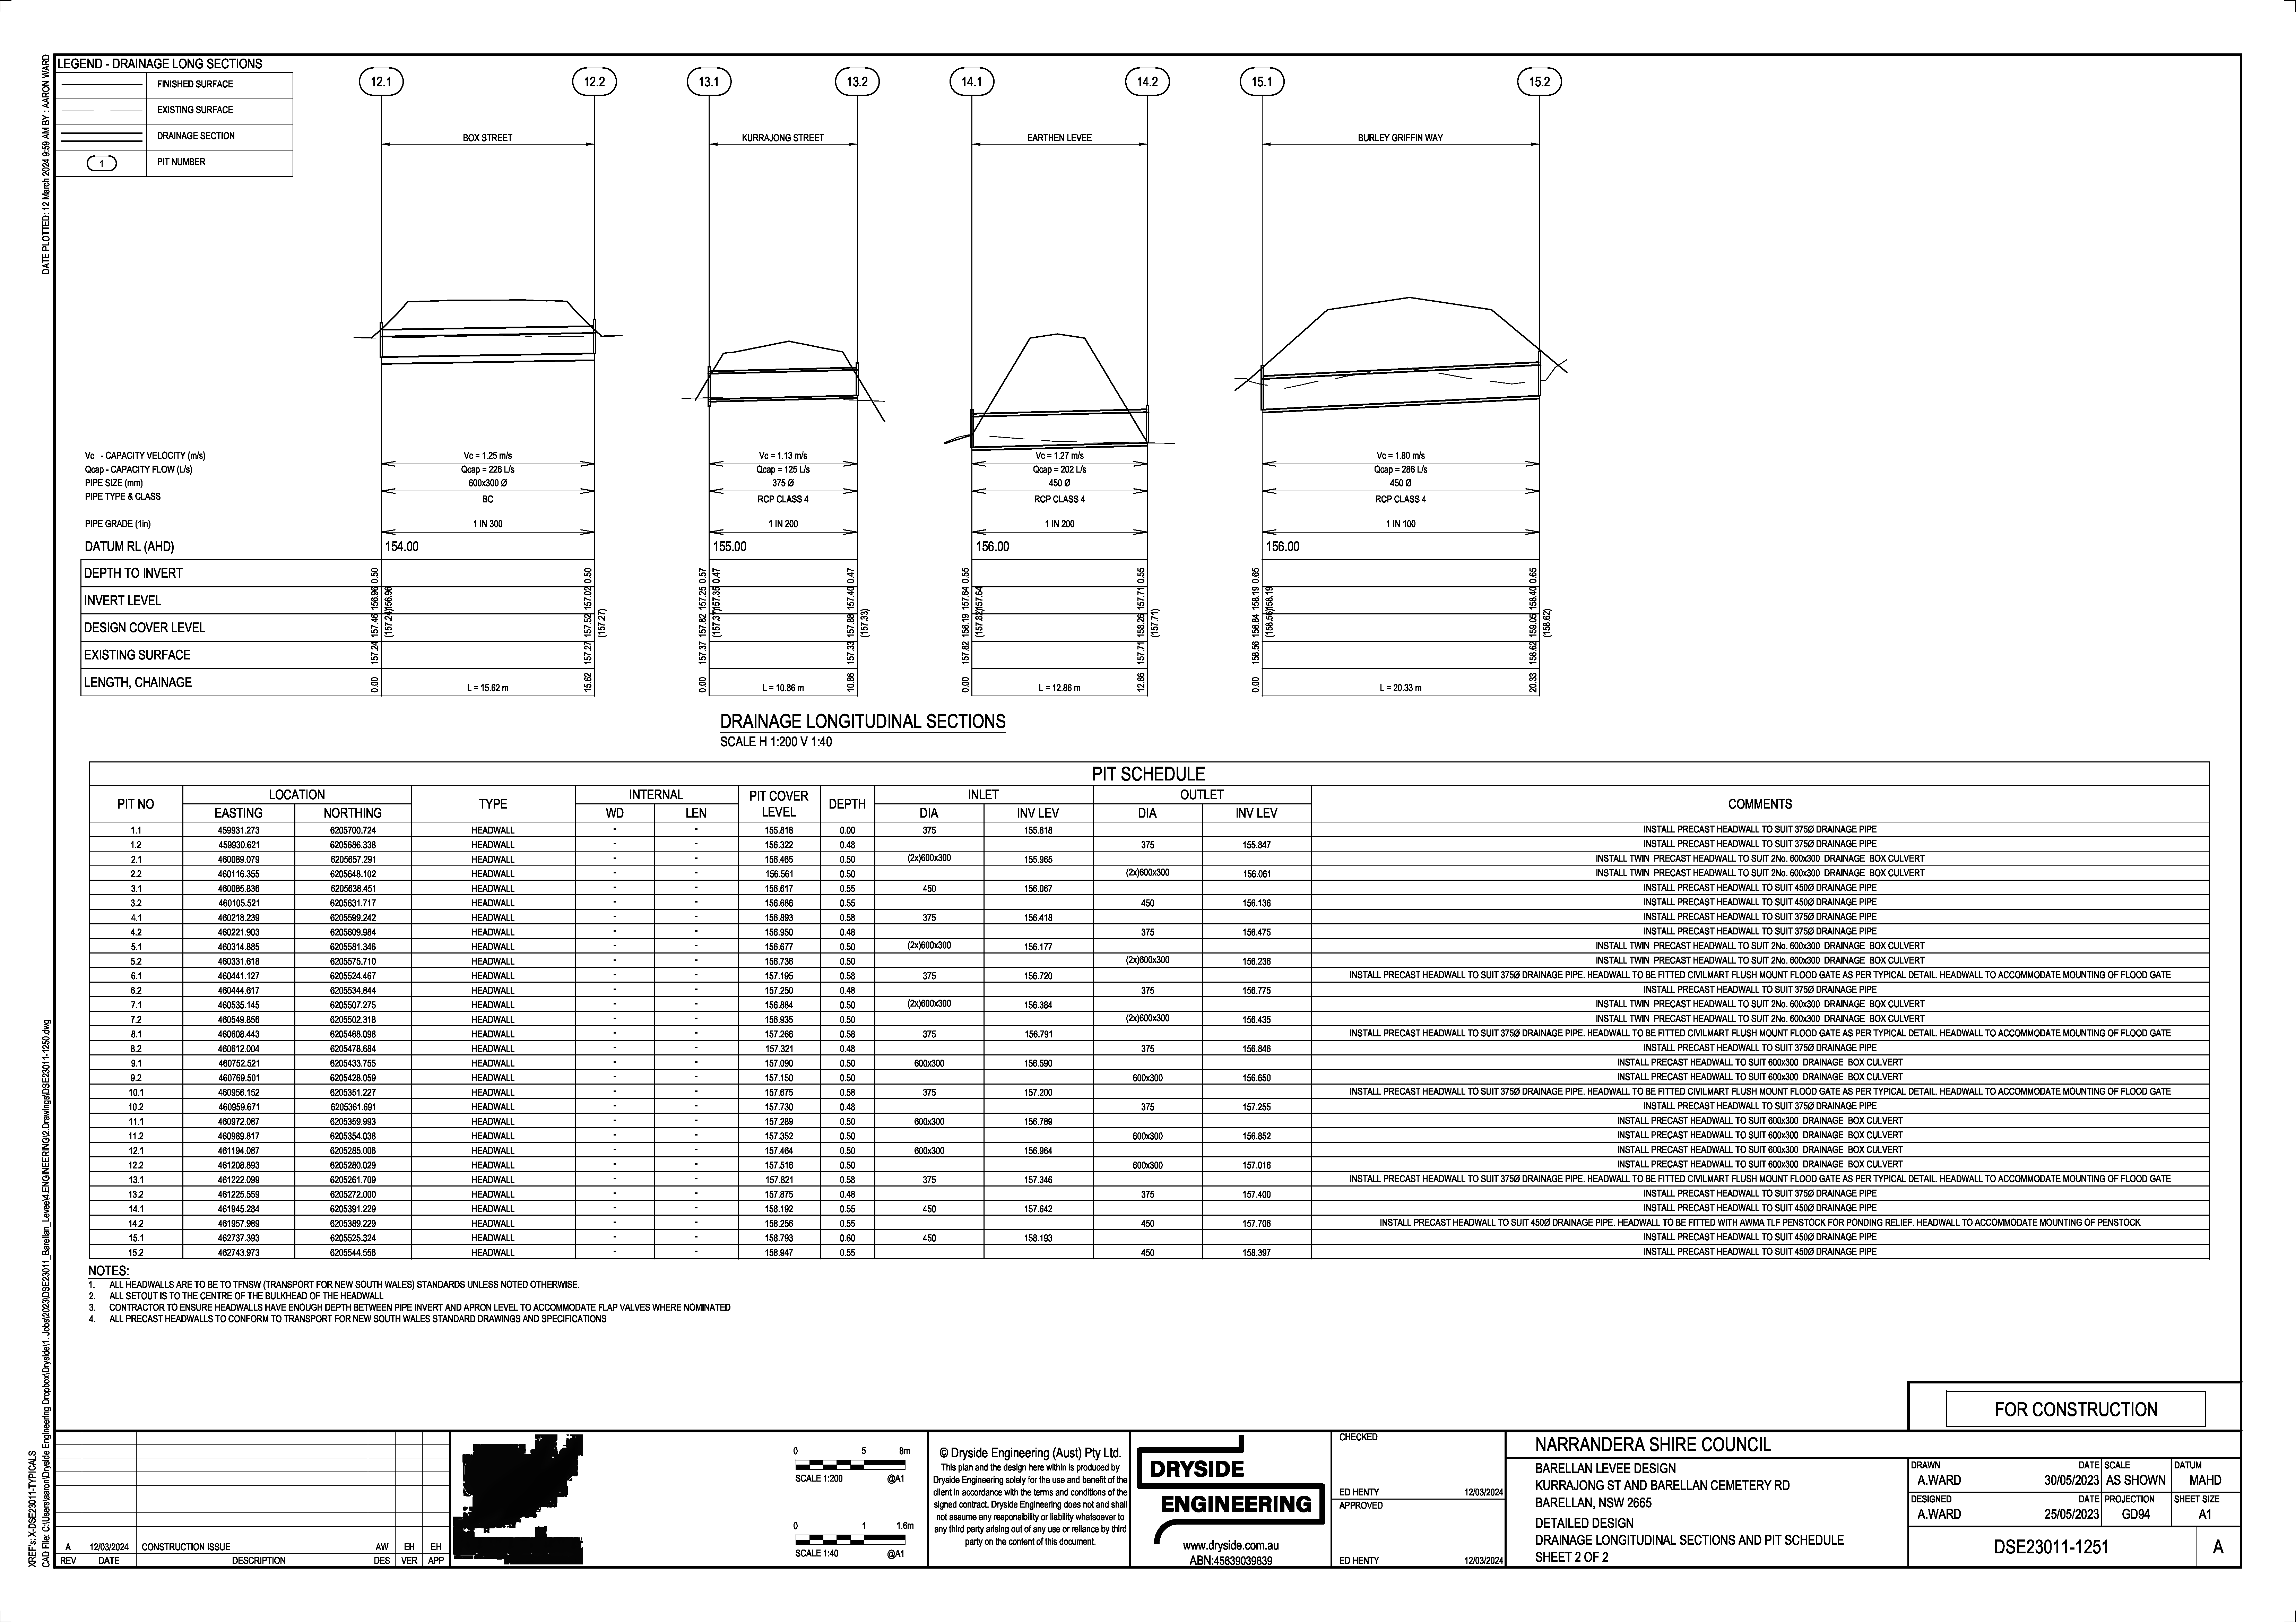 DATE PLOTTED: 12 March 2024 9:59 AM BY : AARON WARD
CAD File: C:\Users\aaron\Dryside Engineering Dropbox\Dryside\1. Jobs\2023\DSE23011_Barellan_Levee\4.ENGINEERING\2.Drawings\DSE23011-1250.dwg
XREF's: X-DSE23011-TYPICALS
LEGEND - DRAINAGE LONG SECTIONS
FINISHED SURFACE
EXISTING SURFACE
DRAINAGE SECTION
1 PIT NUMBER
12.1 12.2 13.1 13.2 14.1 14.2 15.1 15.2
BOX STREET KURRAJONG STREET EARTHEN LEVEE BURLEY GRIFFIN WAY
Vc - CAPACITY VELOCITY (m/s) Vc = 1.25 m/s Vc = 1.13 m/s Vc = 1.27 m/s Vc = 1.80 m/s
Qcap - CAPACITY FLOW (L/s) Qcap = 226 L/s Qcap = 125 L/s Qcap = 202 L/s Qcap = 286 L/s
PIPE SIZE (mm) 600x300 Ø 375 Ø 450 Ø 450 Ø
PIPE TYPE & CLASS BC RCP CLASS 4 RCP CLASS 4 RCP CLASS 4
PIPE GRADE (1in) 1 IN 300 1 IN 200 1 IN 200 1 IN 100
DATUM RL (AHD) 154.00 155.00 156.00 156.00
DEPTH TO INVERT 0.50 0.50 0.57 0.47 0.47 0.55 0.55 0.65 0.65
INVERT LEVEL 156.96 156.96 157.02 157.25 157.35 157.40 157.64 157.64 157.71 158.19 158.19 158.40
DESIGN COVER LEVEL 157.46 (157.24) 157.52 (157.27) 157.82 (157.37) 157.88 (157.33) 158.19 (157.82) 158.26 (157.71) 158.84 (158.56) 159.05 (158.62)
EXISTING SURFACE 157.24 157.27 157.37 157.33 157.82 157.71 158.56 158.62
LENGTH, CHAINAGE 0.00 L = 15.62 m 15.62 0.00 L = 10.86 m 10.86 0.00 L = 12.86 m 12.86 0.00 L = 20.33 m 20.33
DRAINAGE LONGITUDINAL SECTIONS
SCALE H 1:200 V 1:40
PIT SCHEDULE
PIT NO LOCATION TYPE INTERNAL PIT COVER LEVEL DEPTH INLET OUTLET COMMENTS
EASTING NORTHING WD LEN DIA INV LEV DIA INV LEV
1.1 459931.273 6205700.724 HEADWALL - - 155.818 0.00 375 155.818 INSTALL PRECAST HEADWALL TO SUIT 375Ø DRAINAGE PIPE
1.2 459930.621 6205686.338 HEADWALL - - 156.322 0.48 375 155.847 INSTALL PRECAST HEADWALL TO SUIT 375Ø DRAINAGE PIPE
2.1 460089.079 6205657.291 HEADWALL - - 156.465 0.50 (2x)600x300 155.965 INSTALL TWIN PRECAST HEADWALL TO SUIT 2No. 600x300 DRAINAGE BOX CULVERT
2.2 460116.355 6205648.102 HEADWALL - - 156.561 0.50 (2x)600x300 156.061 INSTALL TWIN PRECAST HEADWALL TO SUIT 2No. 600x300 DRAINAGE BOX CULVERT
3.1 460085.836 6205638.451 HEADWALL - - 156.617 0.55 450 156.067 INSTALL PRECAST HEADWALL TO SUIT 450Ø DRAINAGE PIPE
3.2 460105.521 6205631.717 HEADWALL - - 156.686 0.55 450 156.136 INSTALL PRECAST HEADWALL TO SUIT 450Ø DRAINAGE PIPE
4.1 460218.239 6205599.242 HEADWALL - - 156.893 0.58 375 156.418 INSTALL PRECAST HEADWALL TO SUIT 375Ø DRAINAGE PIPE
4.2 460221.903 6205609.984 HEADWALL - - 156.950 0.48 375 156.475 INSTALL PRECAST HEADWALL TO SUIT 375Ø DRAINAGE PIPE
5.1 460314.885 6205581.346 HEADWALL - - 156.677 0.50 (2x)600x300 156.177 INSTALL TWIN PRECAST HEADWALL TO SUIT 2No. 600x300 DRAINAGE BOX CULVERT
5.2 460331.618 6205575.710 HEADWALL - - 156.736 0.50 (2x)600x300 156.236 INSTALL TWIN PRECAST HEADWALL TO SUIT 2No. 600x300 DRAINAGE BOX CULVERT
6.1 460441.127 6205524.467 HEADWALL - - 157.195 0.58 375 156.720 INSTALL PRECAST HEADWALL TO SUIT 375Ø DRAINAGE PIPE. HEADWALL TO BE FITTED CIVILMART FLUSH MOUNT FLOOD GATE AS PER TYPICAL DETAIL. HEADWALL TO ACCOMMODATE MOUNTING OF FLOOD GATE
6.2 460444.617 6205534.844 HEADWALL - - 157.250 0.48 375 156.775 INSTALL PRECAST HEADWALL TO SUIT 375Ø DRAINAGE PIPE
7.1 460535.145 6205507.275 HEADWALL - - 156.884 0.50 (2x)600x300 156.384 INSTALL TWIN PRECAST HEADWALL TO SUIT 2No. 600x300 DRAINAGE BOX CULVERT
7.2 460549.856 6205502.318 HEADWALL - - 156.935 0.50 (2x)600x300 156.435 INSTALL TWIN PRECAST HEADWALL TO SUIT 2No. 600x300 DRAINAGE BOX CULVERT
8.1 460608.443 6205468.098 HEADWALL - - 157.266 0.58 375 156.791 INSTALL PRECAST HEADWALL TO SUIT 375Ø DRAINAGE PIPE. HEADWALL TO BE FITTED CIVILMART FLUSH MOUNT FLOOD GATE AS PER TYPICAL DETAIL. HEADWALL TO ACCOMMODATE MOUNTING OF FLOOD GATE
8.2 460612.004 6205478.684 HEADWALL - - 157.321 0.48 375 156.846 INSTALL PRECAST HEADWALL TO SUIT 375Ø DRAINAGE PIPE
9.1 460752.521 6205433.755 HEADWALL - - 157.090 0.50 600x300 156.590 INSTALL PRECAST HEADWALL TO SUIT 600x300 DRAINAGE BOX CULVERT
9.2 460769.501 6205428.059 HEADWALL - - 157.150 0.50 600x300 156.650 INSTALL PRECAST HEADWALL TO SUIT 600x300 DRAINAGE BOX CULVERT
10.1 460956.152 6205351.227 HEADWALL - - 157.675 0.58 375 157.200 INSTALL PRECAST HEADWALL TO SUIT 375Ø DRAINAGE PIPE. HEADWALL TO BE FITTED CIVILMART FLUSH MOUNT FLOOD GATE AS PER TYPICAL DETAIL. HEADWALL TO ACCOMMODATE MOUNTING OF FLOOD GATE
10.2 460959.671 6205361.691 HEADWALL - - 157.730 0.48 375 157.255 INSTALL PRECAST HEADWALL TO SUIT 375Ø DRAINAGE PIPE
11.1 460972.087 6205359.993 HEADWALL - - 157.289 0.50 600x300 156.789 INSTALL PRECAST HEADWALL TO SUIT 600x300 DRAINAGE BOX CULVERT
11.2 460989.817 6205354.038 HEADWALL - - 157.352 0.50 600x300 156.852 INSTALL PRECAST HEADWALL TO SUIT 600x300 DRAINAGE BOX CULVERT
12.1 461194.087 6205285.006 HEADWALL - - 157.464 0.50 600x300 156.964 INSTALL PRECAST HEADWALL TO SUIT 600x300 DRAINAGE BOX CULVERT
12.2 461208.893 6205280.029 HEADWALL - - 157.516 0.50 600x300 157.016 INSTALL PRECAST HEADWALL TO SUIT 600x300 DRAINAGE BOX CULVERT
13.1 461222.099 6205261.709 HEADWALL - - 157.821 0.58 375 157.346 INSTALL PRECAST HEADWALL TO SUIT 375Ø DRAINAGE PIPE. HEADWALL TO BE FITTED CIVILMART FLUSH MOUNT FLOOD GATE AS PER TYPICAL DETAIL. HEADWALL TO ACCOMMODATE MOUNTING OF FLOOD GATE
13.2 461225.559 6205272.000 HEADWALL - - 157.875 0.48 375 157.400 INSTALL PRECAST HEADWALL TO SUIT 375Ø DRAINAGE PIPE
14.1 461945.284 6205391.229 HEADWALL - - 158.192 0.55 450 157.642 INSTALL PRECAST HEADWALL TO SUIT 450Ø DRAINAGE PIPE
14.2 461957.989 6205389.229 HEADWALL - - 158.256 0.55 450 157.706 INSTALL PRECAST HEADWALL TO SUIT 450Ø DRAINAGE PIPE. HEADWALL TO BE FITTED WITH AWMA TLF PENSTOCK FOR PONDING RELIEF. HEADWALL TO ACCOMMODATE MOUNTING OF PENSTOCK
15.1 462737.393 6205525.324 HEADWALL - - 158.793 0.60 450 158.193 INSTALL PRECAST HEADWALL TO SUIT 450Ø DRAINAGE PIPE
15.2 462743.973 6205544.556 HEADWALL - - 158.947 0.55 450 158.397 INSTALL PRECAST HEADWALL TO SUIT 450Ø DRAINAGE PIPE
NOTES:
1. ALL HEADWALLS ARE TO BE TO TFNSW (TRANSPORT FOR NEW SOUTH WALES) STANDARDS UNLESS NOTED OTHERWISE.
2. ALL SETOUT IS TO THE CENTRE OF THE BULKHEAD OF THE HEADWALL
3. CONTRACTOR TO ENSURE HEADWALLS HAVE ENOUGH DEPTH BETWEEN PIPE INVERT AND APRON LEVEL TO ACCOMMODATE FLAP VALVES WHERE NOMINATED
4. ALL PRECAST HEADWALLS TO CONFORM TO TRANSPORT FOR NEW SOUTH WALES STANDARD DRAWINGS AND SPECIFICATIONS
FOR CONSTRUCTION
A 12/03/2024 CONSTRUCTION ISSUE AW EH EH
REV DATE DESCRIPTION DES VER APP
0 5 8m
SCALE 1:200 @A1
0 1 1.6m
SCALE 1:40 @A1
© Dryside Engineering (Aust) Pty Ltd.
This plan and the design here within is produced by
Dryside Engineering solely for the use and benefit of the
client in accordance with the terms and conditions of the
signed contract. Dryside Engineering does not and shall
not assume any responsibility or liability whatsoever to
any third party arising out of any use or reliance by third
party on the content of this document.
DRYSIDE
ENGINEERING
www.dryside.com.au
ABN:45639039839
CHECKED
ED HENTY 12/03/2024
APPROVED
ED HENTY 12/03/2024
NARRANDERA SHIRE COUNCIL
BARELLAN LEVEE DESIGN
KURRAJONG ST AND BARELLAN CEMETERY RD
BARELLAN, NSW 2665
DETAILED DESIGN
DRAINAGE LONGITUDINAL SECTIONS AND PIT SCHEDULE
SHEET 2 OF 2
DRAWN DATE SCALE DATUM
A.WARD 30/05/2023 AS SHOWN MAHD
DESIGNED DATE PROJECTION SHEET SIZE
A.WARD 25/05/2023 GD94 A1
DSE23011-1251 A